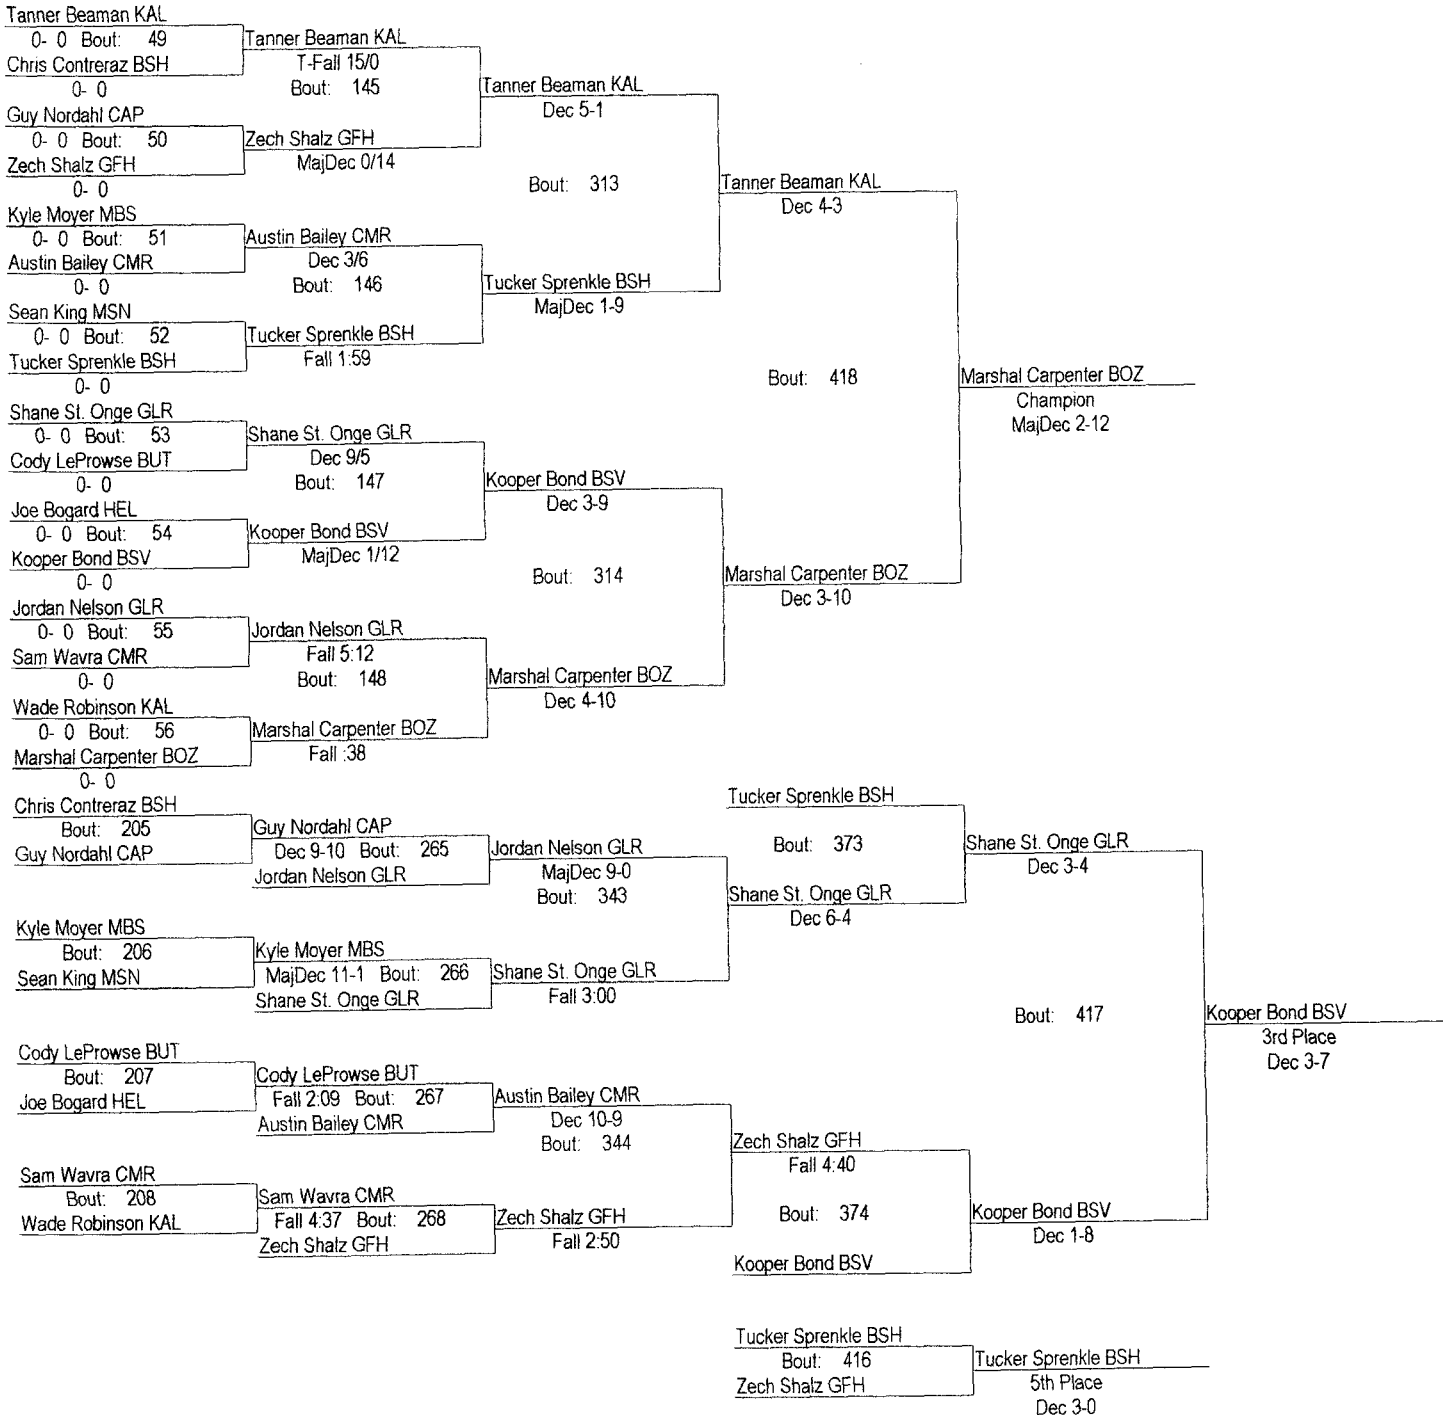 Tanner Beaman KAL
0- 0 Bout: 49
Chris Contreraz BSH
0- 0
Guy Nordahl CAP
0- 0 Bout: 50
Zech Shalz GFH
0- 0
Kyle Moyer MBS
0- 0 Bout: 51
Austin Bailey CMR
0- 0
Sean King MSN
0- 0 Bout: 52
Tucker Sprenkle BSH
0- 0
Shane St. Onge GLR
0- 0 Bout: 53
Cody LeProwse BUT
0- 0
Joe Bogard HEL
0- 0 Bout: 54
Kooper Bond BSV
0- 0
Jordan Nelson GLR
0- 0 Bout: 55
Sam Wavra CMR
0- 0
Wade Robinson KAL
0- 0 Bout: 56
Marshal Carpenter BOZ
0- 0
Tanner Beaman KAL
T-Fall 15/0
Bout: 145
Zech Shalz GFH
MajDec 0/14
Austin Bailey CMR
Dec 3/6
Bout: 146
Tucker Sprenkle BSH
Fall 1:59
Shane St. Onge GLR
Dec 9/5
Bout: 147
Kooper Bond BSV
MajDec 1/12
Jordan Nelson GLR
Fall 5:12
Bout: 148
Marshal Carpenter BOZ
Fall :38
Tanner Beaman KAL
Dec 5-1
Bout: 313
Tucker Sprenkle BSH
MajDec 1-9
Kooper Bond BSV
Dec 3-9
Bout: 314
Marshal Carpenter BOZ
Dec 4-10
Tanner Beaman KAL
Dec 4-3
Bout: 418
Marshal Carpenter BOZ
Dec 3-10
Marshal Carpenter BOZ
Champion
MajDec 2-12
Chris Contreraz BSH
Bout: 205
Guy Nordahl CAP
Kyle Moyer MBS
Bout: 206
Sean King MSN
Cody LeProwse BUT
Bout: 207
Joe Bogard HEL
Sam Wavra CMR
Bout: 208
Wade Robinson KAL
Guy Nordahl CAP
Dec 9-10 Bout: 265
Jordan Nelson GLR
Kyle Moyer MBS
MajDec 11-1 Bout: 266
Shane St. Onge GLR
Cody LeProwse BUT
Fall 2:09 Bout: 267
Austin Bailey CMR
Sam Wavra CMR
Fall 4:37 Bout: 268
Zech Shalz GFH
Jordan Nelson GLR
MajDec 9-0
Bout: 343
Shane St. Onge GLR
Fall 3:00
Austin Bailey CMR
Dec 10-9
Bout: 344
Zech Shalz GFH
Fall 2:50
Tucker Sprenkle BSH
Bout: 373
Shane St. Onge GLR
Dec 6-4
Zech Shalz GFH
Fall 4:40
Bout: 374
Kooper Bond BSV
Shane St. Onge GLR
Dec 3-4
Bout: 417
Kooper Bond BSV
Dec 1-8
Kooper Bond BSV
3rd Place
Dec 3-7
Tucker Sprenkle BSH
Bout: 416
Zech Shalz GFH
Tucker Sprenkle BSH
5th Place
Dec 3-0